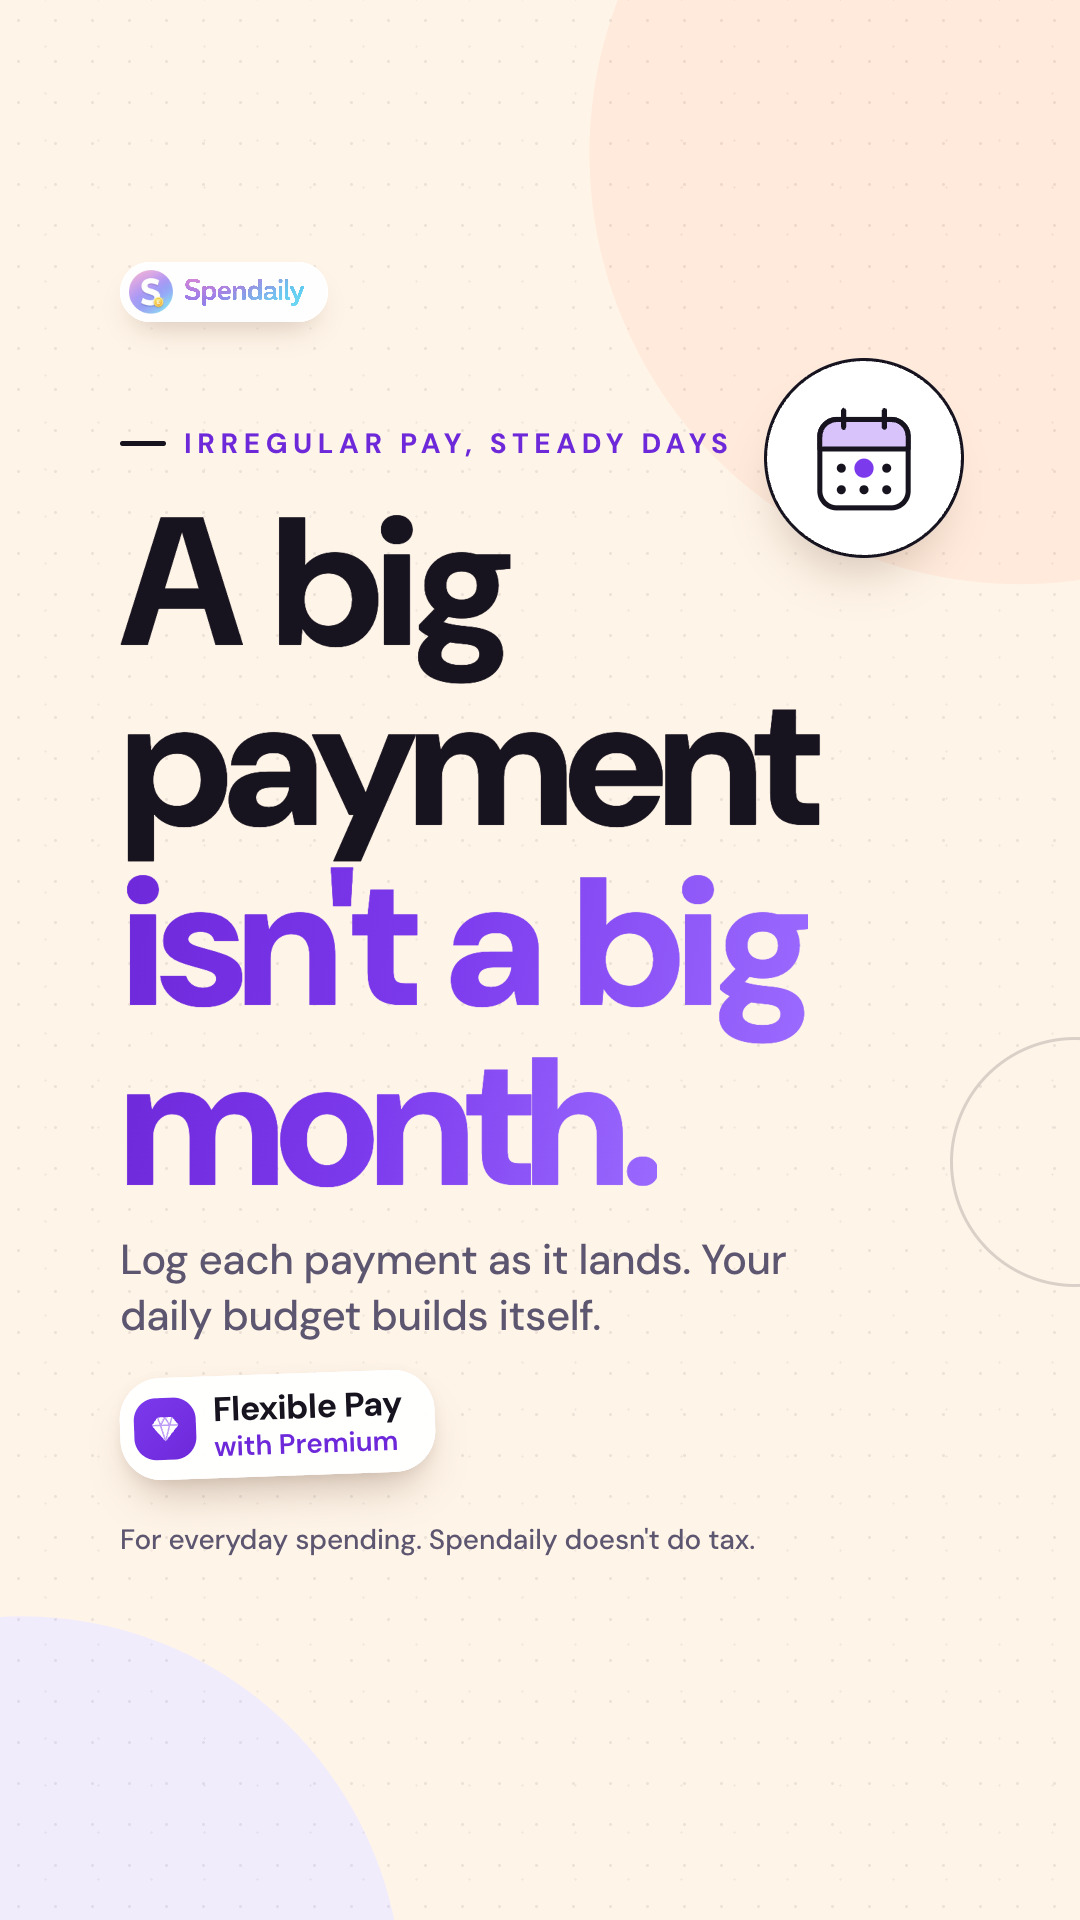 Spendaily
IRREGULAR PAY, STEADY DAYS
A big
payment
isn't a big
month.
Log each payment as it lands. Your
daily budget builds itself.
Flexible Pay
with Premium
For everyday spending. Spendaily doesn't do tax.